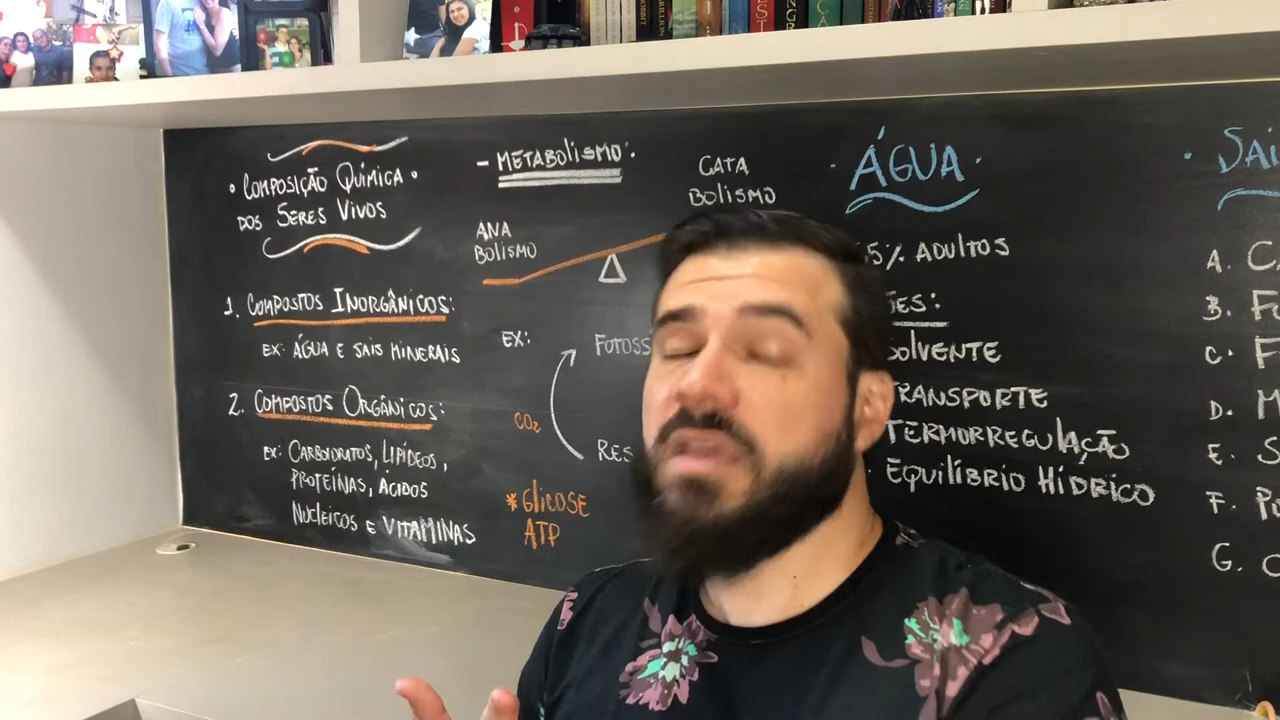 • COMPOSIÇÃO QUÍMICA •
DOS SERES VIVOS
1. COMPOSTOS INORGÂNICOS:
EX: ÁGUA E SAIS MINERAIS
2. COMPOSTOS ORGÂNICOS:
EX: CARBOIDRATOS, LIPÍDEOS,
PROTEÍNAS, ÁCIDOS
NUCLEICOS E VITAMINAS
- METABOLISMO:
CATA
BOLISMO
ANA
BOLISMO
EX:
CO₂
* GLICOSE
ATP
• ÁGUA •
5% ADULTOS
SOLVENTE
TRANSPORTE
TERMORREGULAÇÃO
EQUILÍBRIO HÍDRICO
A.
B.
C.
D.
E.
F.
G.